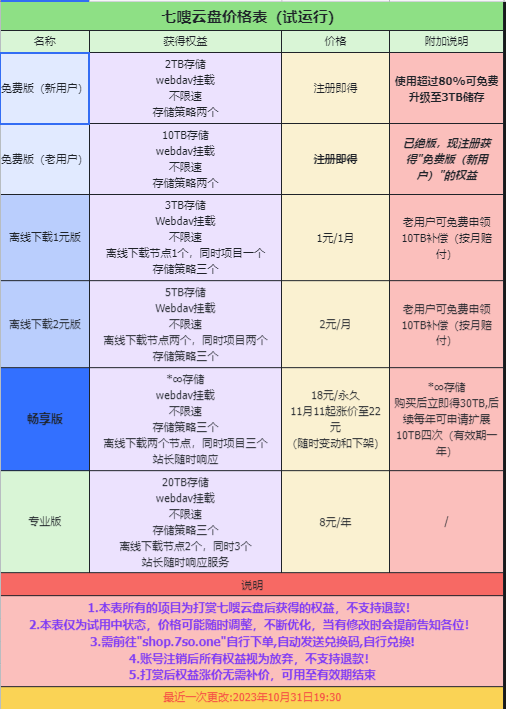 七嗖云盘价格表（试运行）
名称 获得权益 价格 附加说明
免费版（新用户）
2TB存储
webdav挂载
不限速
存储策略两个
注册即得
使用超过80%可免费
升级至3TB储存
免费版（老用户）
10TB存储
webdav挂载
不限速
存储策略两个
注册即得
已绝版，现注册获
得"免费版（新用
户）"的权益
离线下载1元版
3TB存储
Webdav挂载
不限速
离线下载节点1个，同时项目一个
存储策略三个
1元/1月
老用户可免费申领
10TB补偿（按月赔
付）
离线下载2元版
5TB存储
Webdav挂载
不限速
离线下载节点两个，同时项目两个
存储策略三个
2元/月
老用户可免费申领
10TB补偿（按月赔
付）
畅享版
*∞存储
webdav挂载
不限速
存储策略三个
离线下载两个节点，同时项目三个
站长随时响应
18元/永久
11月11起涨价至22
元
（随时变动和下架）
*∞存储
购买后立即得30TB,后
续每年可申请扩展
10TB四次（有效期一
年）
专业版
20TB存储
webdav挂载
不限速
存储策略三个
离线下载节点2个，同时3个
站长随时响应服务
8元/年
/
说明
1.本表所有的项目为打赏七嗖云盘后获得的权益，不支持退款！
2.本表仅为试用中状态，价格可能随时调整，不断优化，当有修改时会提前告知各位！
3.需前往"shop.7so.one"自行下单,自动发送兑换码,自行兑换!
4.账号注销后所有权益视为放弃，不支持退款！
5.打赏后权益涨价无需补价，可用至有效期结束
最近一次更改:2023年10月31日19:30